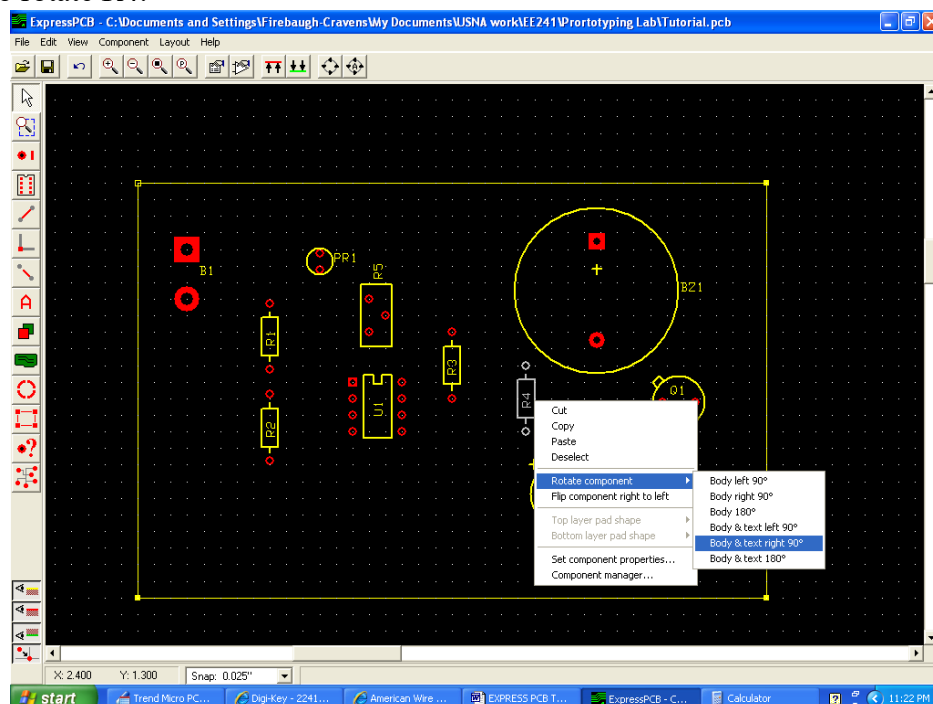 ExpressPCB - C:\Documents and Settings\Firebaugh-Cravens\My Documents\USNA work\EE241\Prortotyping Lab\Tutorial.pcb
File Edit View Component Layout Help
B1
PR1
R5
BZ1
R1
R3
R4
Q1
R2
U1
Cut
Copy
Paste
Deselect
Rotate component
Flip component right to left
Top layer pad shape
Bottom layer pad shape
Set component properties...
Component manager...
Body left 90°
Body right 90°
Body 180°
Body & text left 90°
Body & text right 90°
Body & text 180°
X: 2.400 Y: 1.300 Snap: 0.025"
start Trend Micro PC... Digi-Key - 2241... American Wire ... EXPRESS PCB T... ExpressPCB - C... Calculator 11:22 PM